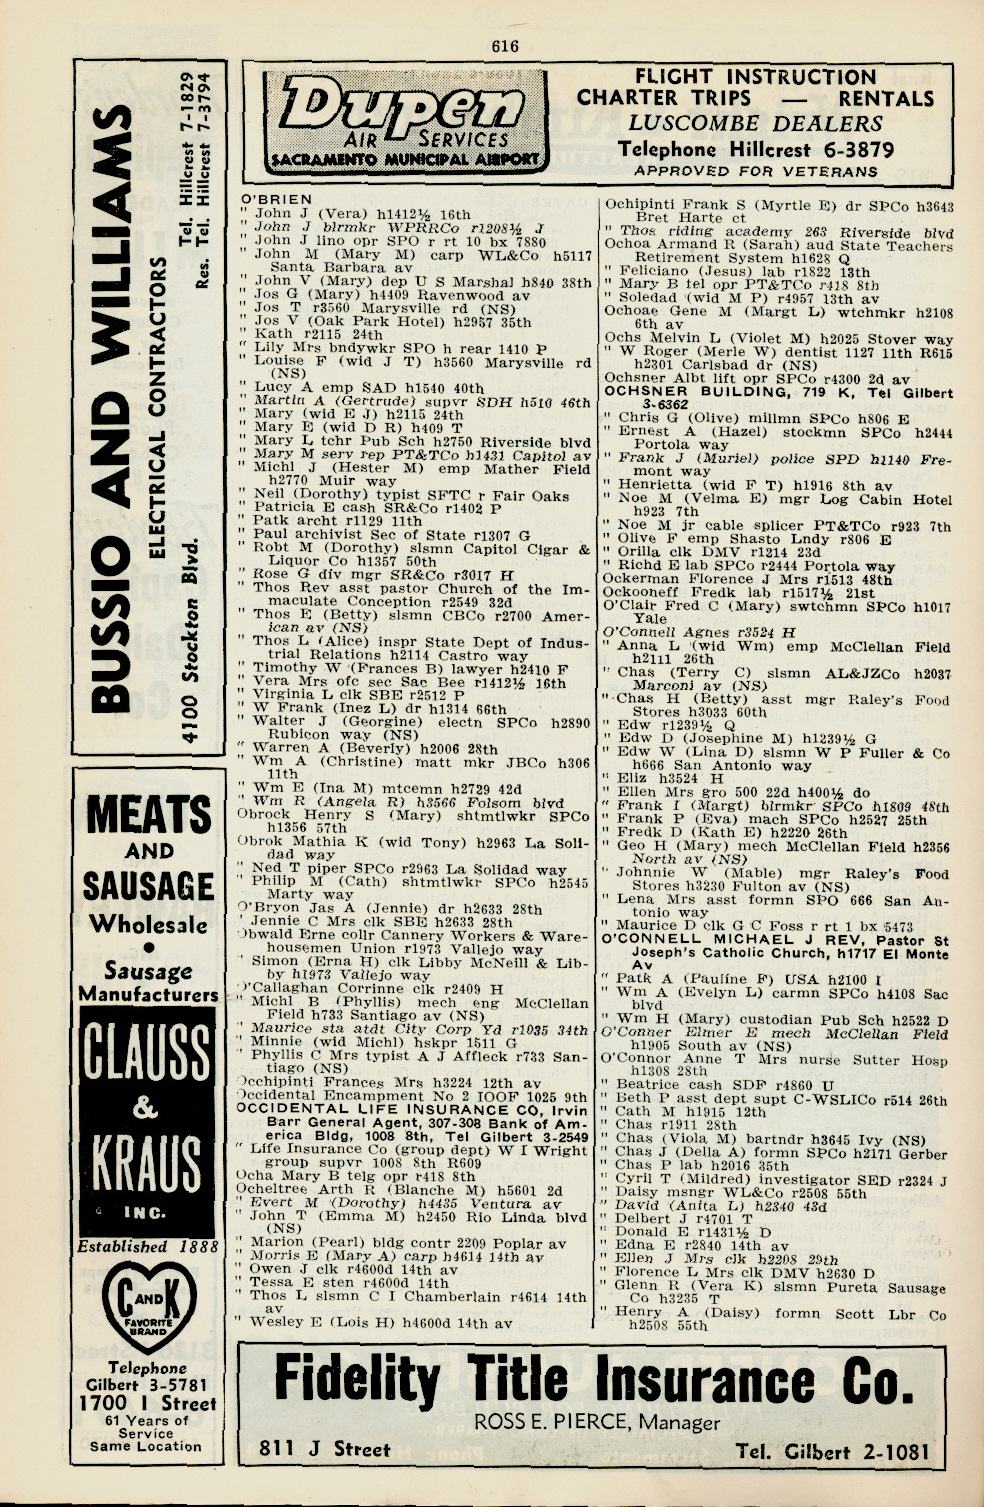 616
BUSSIO AND WILLIAMS
ELECTRICAL CONTRACTORS
4100 Stockton Blvd.
Tel. Hillcrest 7-1829
Res. Tel. Hillcrest 7-3794
MEATS
AND
SAUSAGE
Wholesale
•
Sausage
Manufacturers
CLAUSS
&
KRAUS
INC.
Established 1888
C AND K
FAVORITE
BRAND
Telephone
Gilbert 3-5781
1700 I Street
61 Years of
Service
Same Location
Dupen
AIR SERVICES
SACRAMENTO MUNICIPAL AIRPORT
FLIGHT INSTRUCTION
CHARTER TRIPS — RENTALS
LUSCOMBE DEALERS
Telephone Hillcrest 6-3879
APPROVED FOR VETERANS
O'BRIEN
" John J (Vera) h1412½ 16th
" John J blrmkr WPRRCo r1208½ J
" John J lino opr SPO r rt 10 bx 7880
John M (Mary M) carp WL&Co h5117
Santa Barbara av
" John V (Mary) dep U S Marshal h840 38th
" Jos G (Mary) h4409 Ravenwood av
" Jos T r3560 Marysville rd (NS)
" Jos V (Oak Park Hotel) h2957 35th
" Kath r2115 24th
" Lily Mrs bndywkr SPO h rear 1410 P
" Louise F (wid J T) h3560 Marysville rd
(NS)
" Lucy A emp SAD h1540 40th
" Martin A (Gertrude) supvr SDH h510 46th
" Mary (wid E J) h2115 24th
" Mary E (wid D R) h409 T
" Mary L tchr Pub Sch h2750 Riverside blvd
" Mary M serv rep PT&TCo h1431 Capitol av
" Michl J (Hester M) emp Mather Field
h2770 Muir way
" Neil (Dorothy) typist SFTC r Fair Oaks
" Patricia E cash SR&Co r1402 P
" Patk archt r1129 11th
" Paul archivist Sec of State r1307 G
" Robt M (Dorothy) slsmn Capitol Cigar &
Liquor Co h1357 50th
" Rose G div mgr SR&Co r3017 H
" Thos Rev asst pastor Church of the Im-
maculate Conception r2549 32d
" Thos E (Betty) slsmn CBCo r2700 Amer-
ican av (NS)
" Thos L (Alice) inspr State Dept of Indus-
trial Relations h2114 Castro way
" Timothy W (Frances B) lawyer h2410 F
" Vera Mrs ofc sec Sac Bee r1412½ 16th
" Virginia L clk SBE r2512 P
" W Frank (Inez L) dr h1314 66th
" Walter J (Georgine) electn SPCo h2890
Rubicon way (NS)
" Warren A (Beverly) h2006 28th
" Wm A (Christine) matt mkr JBCo h306
11th
" Wm E (Ina M) mtcemn h2729 42d
" Wm R (Angela R) h3566 Folsom blvd
Obrock Henry S (Mary) shtmtlwkr SPCo
h1356 57th
Obrok Mathia K (wid Tony) h2963 La Soli-
dad way
" Ned T piper SPCo r2963 La Solidad way
" Philip M (Cath) shtmtlwkr SPCo h2545
Marty way
O'Bryon Jas A (Jennie) dr h2633 28th
' Jennie C Mrs clk SBE h2633 28th
Obwald Erne collr Cannery Workers & Ware-
housemen Union r1973 Vallejo way
" Simon (Erna H) clk Libby McNeill & Lib-
by h1973 Vallejo way
O'Callaghan Corrinne clk r2409 H
" Michl B (Phyllis) mech eng McClellan
Field h733 Santiago av (NS)
" Maurice sta atdt City Corp Yd r1035 34th
" Minnie (wid Michl) hskpr 1511 G
" Phyllis C Mrs typist A J Affleck r733 San-
tiago (NS)
Occhipinti Frances Mrs h3224 12th av
Occidental Encampment No 2 IOOF 1025 9th
OCCIDENTAL LIFE INSURANCE CO, Irvin
Barr General Agent, 307-308 Bank of Am-
erica Bldg, 1008 8th, Tel Gilbert 3-2549
" Life Insurance Co (group dept) W I Wright
group supvr 1008 8th R609
Ocha Mary B telg opr r418 8th
Ocheltree Arth R (Blanche M) h5601 2d
" Evert M (Dorothy) h4435 Ventura av
" John T (Emma M) h2450 Rio Linda blvd
(NS)
" Marion (Pearl) bldg contr 2209 Poplar av
" Morris E (Mary A) carp h4614 14th av
" Owen J clk r4600d 14th av
" Tessa E sten r4600d 14th
" Thos L slsmn C I Chamberlain r4614 14th
av
" Wesley E (Lois H) h4600d 14th av
Ochipinti Frank S (Myrtle E) dr SPCo h3643
Bret Harte ct
" Thos riding academy 263 Riverside blvd
Ochoa Armand R (Sarah) aud State Teachers
Retirement System h1628 Q
" Feliciano (Jesus) lab r1822 13th
" Mary B tel opr PT&TCo r418 8th
" Soledad (wid M P) r4957 13th av
Ochoae Gene M (Margt L) wtchmkr h2108
6th av
Ochs Melvin L (Violet M) h2025 Stover way
" W Roger (Merle W) dentist 1127 11th R615
h2301 Carlsbad dr (NS)
Ochsner Albt lift opr SPCo r4300 2d av
OCHSNER BUILDING, 719 K, Tel Gilbert
3-6362
" Chris G (Olive) millmn SPCo h806 E
" Ernest A (Hazel) stockmn SPCo h2444
Portola way
" Frank J (Muriel) police SPD h1140 Fre-
mont way
" Henrietta (wid F T) h1916 8th av
" Noe M (Velma E) mgr Log Cabin Hotel
h923 7th
" Noe M jr cable splicer PT&TCo r923 7th
" Olive F emp Shasto Lndy r806 E
" Orilla clk DMV r1214 23d
" Richd E lab SPCo r2444 Portola way
Ockerman Florence J Mrs r1513 48th
Ockooneff Fredk lab r1517½ 21st
O'Clair Fred C (Mary) swtchmn SPCo h1017
Yale
O'Connell Agnes r3524 H
" Anna L (wid Wm) emp McClellan Field
h2111 26th
" Chas (Terry C) slsmn AL&JZCo h2037
Marconi av (NS)
" Chas H (Betty) asst mgr Raley's Food
Stores h3033 60th
" Edw r1239½ Q
" Edw D (Josephine M) h1239½ G
" Edw W (Lina D) slsmn W P Fuller & Co
h666 San Antonio way
" Eliz h3524 H
" Ellen Mrs gro 500 22d h400½ do
" Frank I (Margt) blrmkr SPCo h1809 48th
" Frank P (Eva) mach SPCo h2527 25th
" Fredk D (Kath E) h2220 26th
" Geo H (Mary) mech McClellan Field h2356
North av (NS)
" Johnnie W (Mable) mgr Raley's Food
Stores h3230 Fulton av (NS)
" Lena Mrs asst formn SPO 666 San An-
tonio way
" Maurice D clk G C Foss r rt 1 bx 5473
O'CONNELL MICHAEL J REV, Pastor St
Joseph's Catholic Church, h1717 El Monte
Av
" Patk A (Pauline F) USA h2100 I
" Wm A (Evelyn L) carmn SPCo h4108 Sac
blvd
" Wm H (Mary) custodian Pub Sch h2522 D
O'Conner Elmer E mech McClellan Field
h1905 South av (NS)
O'Connor Anne T Mrs nurse Sutter Hosp
h1308 28th
" Beatrice cash SDF r4860 U
" Beth P asst dept supt C-WSLICo r514 26th
" Cath M h1915 12th
" Chas r1911 28th
" Chas (Viola M) bartndr h3645 Ivy (NS)
" Chas J (Della A) formn SPCo h2171 Gerber
" Chas P lab h2016 35th
" Cyril T (Mildred) investigator SED r2324 J
" Daisy msngr WL&Co r2508 55th
" David (Anita L) h2340 43d
" Delbert J r4701 T
" Donald E r1431½ D
" Edna E r2840 14th av
" Ellen J Mrs clk h2208 29th
" Florence L Mrs clk DMV h2630 D
" Glenn R (Vera K) slsmn Pureta Sausage
Co h3235 T
" Henry A (Daisy) formn Scott Lbr Co
h2508 55th
Fidelity Title Insurance Co.
ROSS E. PIERCE, Manager
811 J Street
Tel. Gilbert 2-1081